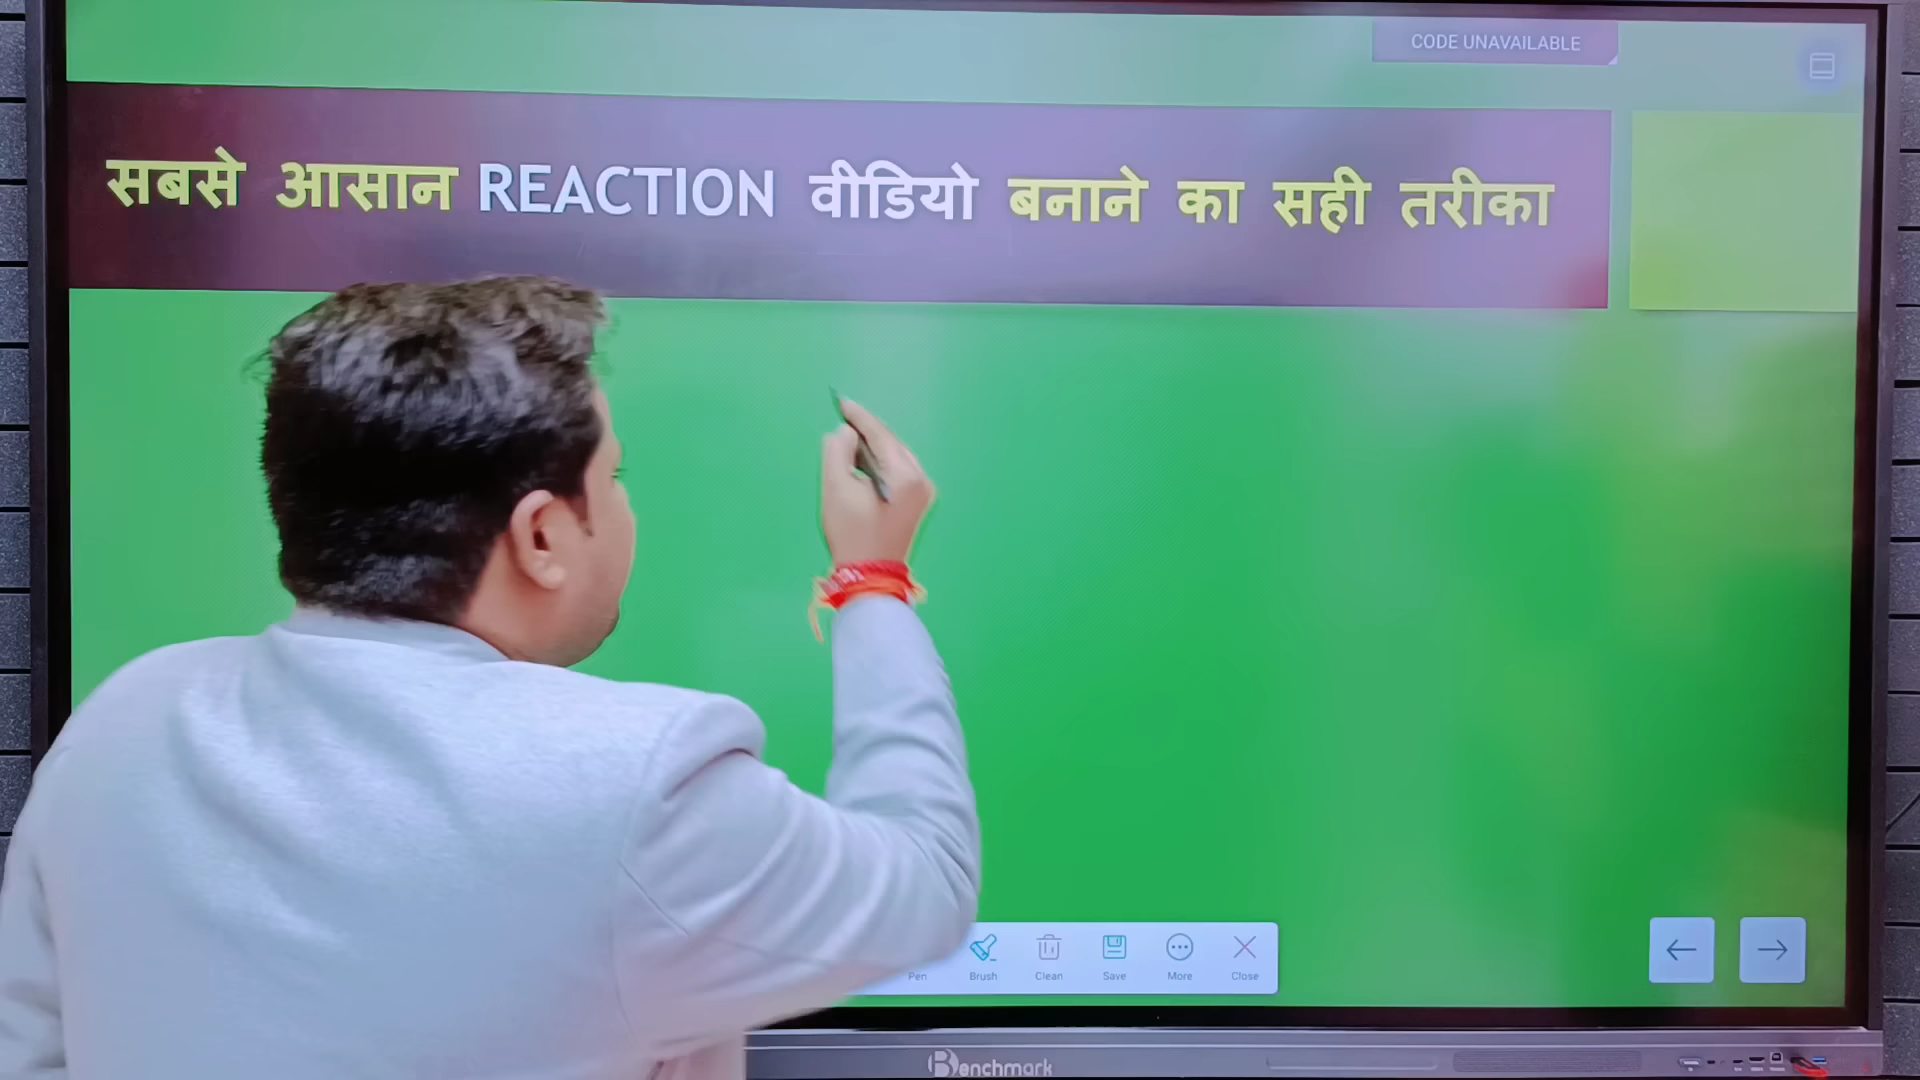 CODE UNAVAILABLE
सबसे आसान REACTION वीडियो बनाने का सही तरीका
Pen Brush Clean Save More Close
Benchmark